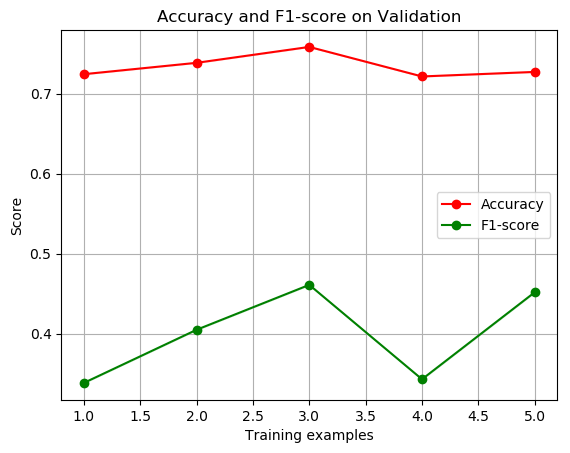 Accuracy and F1-score on Validation
Score
0.7
0.6
0.5
0.4
Accuracy
F1-score
1.0 1.5 2.0 2.5 3.0 3.5 4.0 4.5 5.0
Training examples